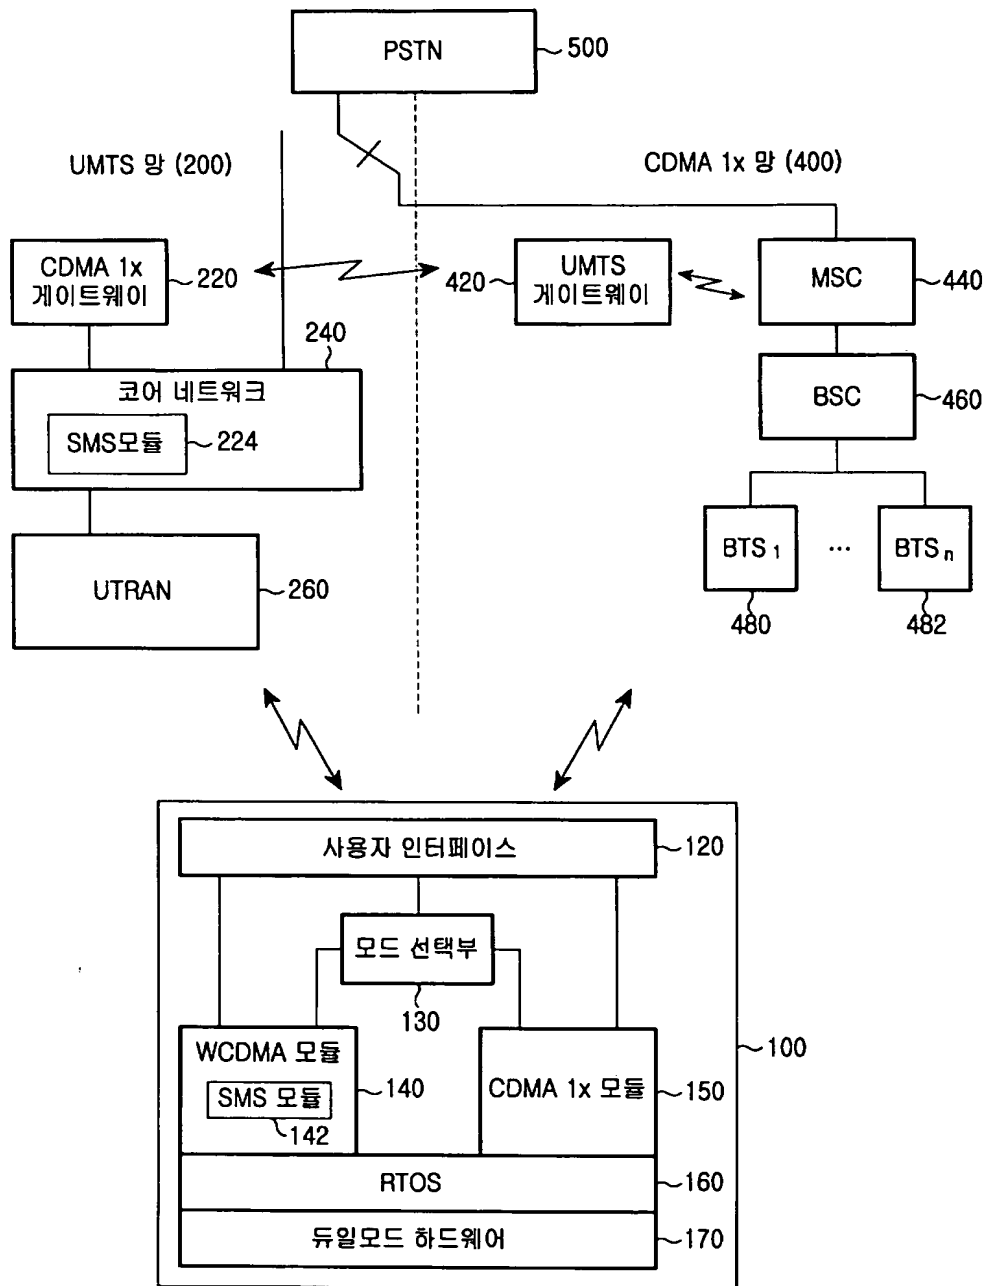 PSTN
500
UMTS 망 (200)
CDMA 1x 망 (400)
CDMA 1x
게이트웨이
220
420
UMTS
게이트웨이
MSC
440
240
코어 네트워크
SMS모듈
224
BSC
460
UTRAN
260
BTS 1
...
BTS n
480
482
사용자 인터페이스
120
모드 선택부
130
WCDMA 모듈
140
SMS 모듈
142
CDMA 1x 모듈
150
100
RTOS
160
듀일모드 하드웨어
170